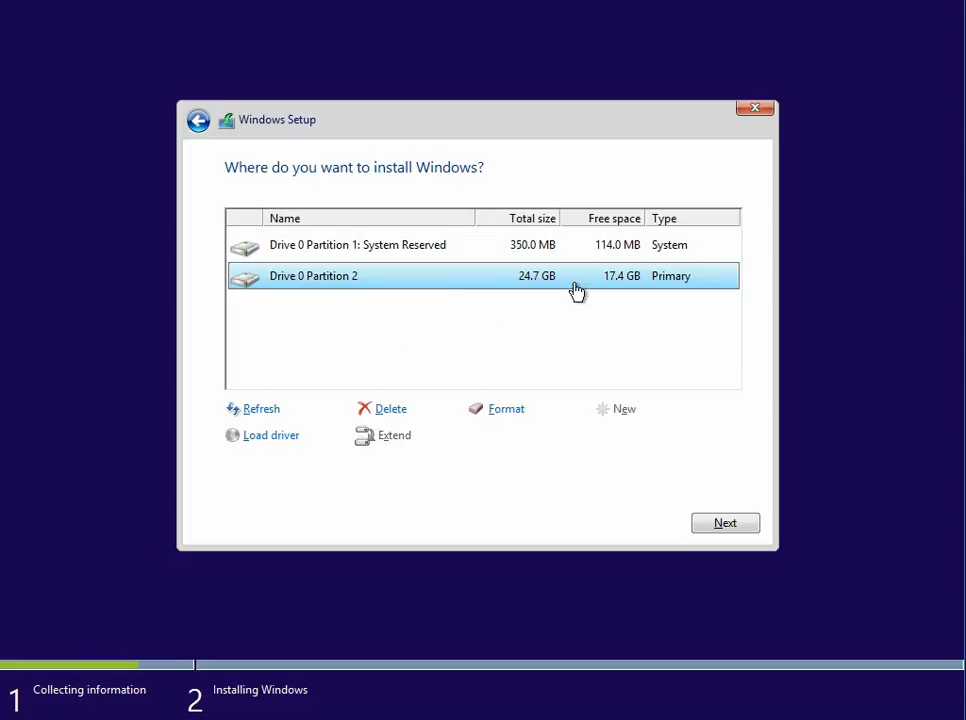 Windows Setup
Where do you want to install Windows?
Name Total size Free space Type
Drive 0 Partition 1: System Reserved 350.0 MB 114.0 MB System
Drive 0 Partition 2 24.7 GB 17.4 GB Primary
Refresh Delete Format New
Load driver Extend
Next
1 Collecting information 2 Installing Windows